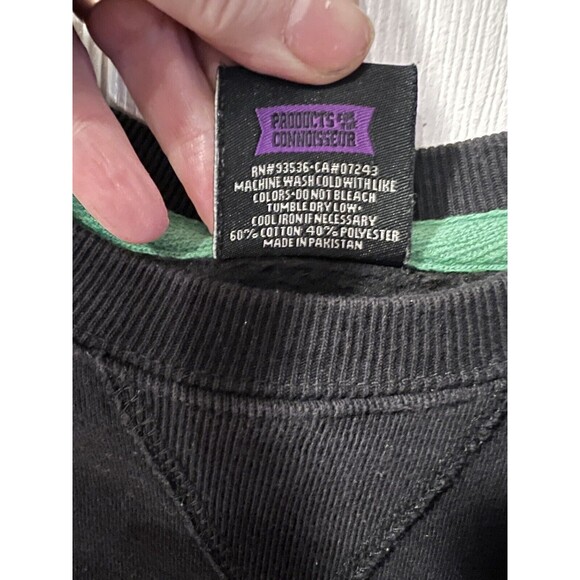 PRODUCTS FOR THE
CONNOISSEUR
RN#93536·CA#07243
MACHINE WASH COLD WITH LIKE
COLORS·DO NOT BLEACH
TUMBLE DRY LOW·
COOL IRON IF NECESSARY
60% COTTON 40% POLYESTER
MADE IN PAKISTAN